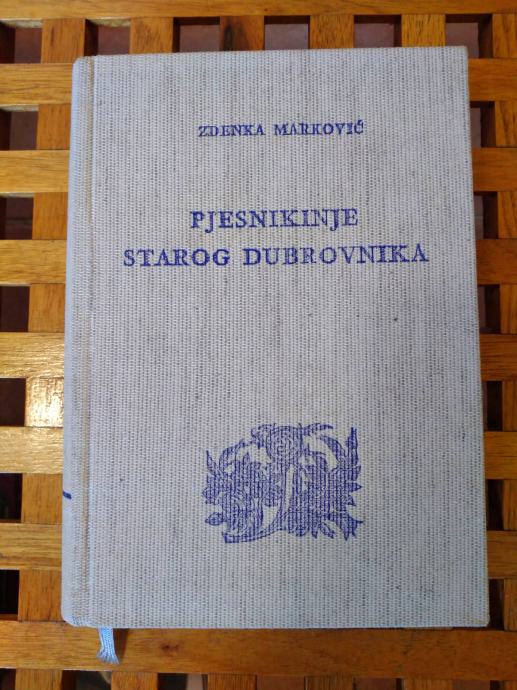 ZDENKA MARKOVIĆ
PJESNIKINJE
STAROG DUBROVNIKA